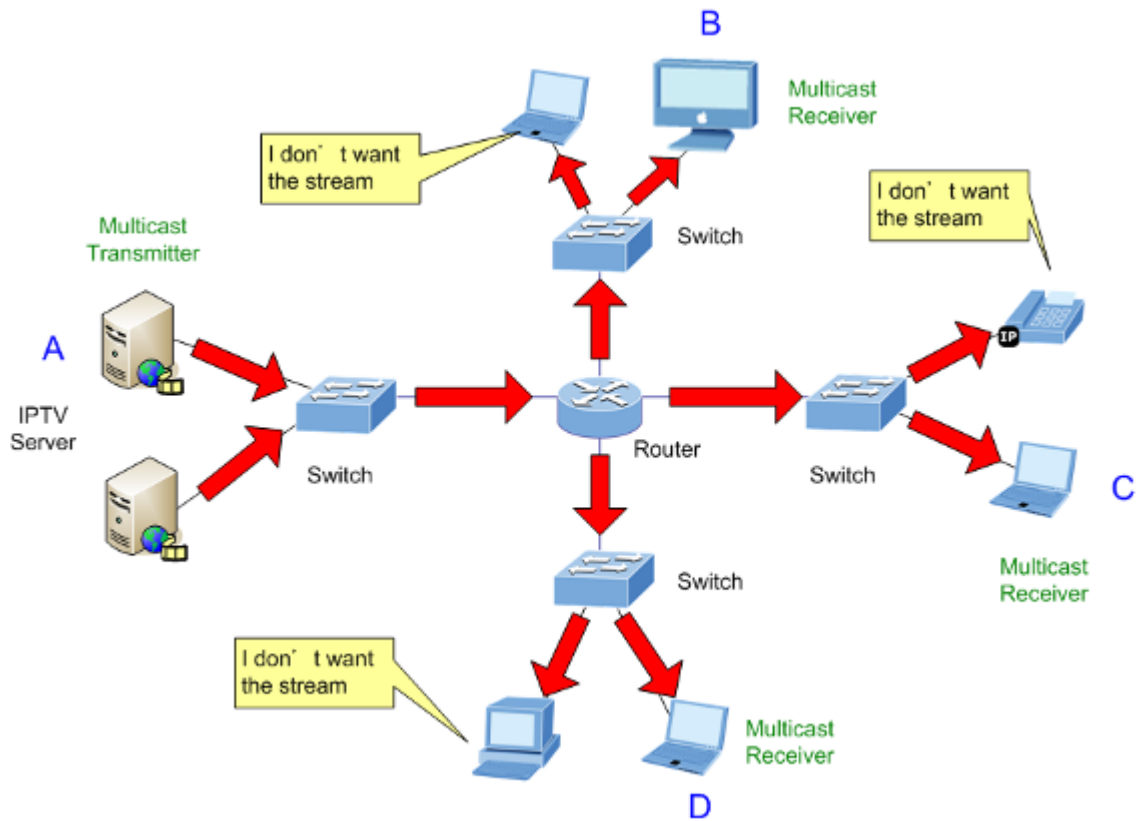 B
Multicast
Receiver
I don’ t want
the stream
I don’ t want
the stream
Multicast
Transmitter
Switch
A
IP
IPTV
Server
Switch
Router
Switch
C
Switch
Multicast
Receiver
I don’ t want
the stream
Multicast
Receiver
D